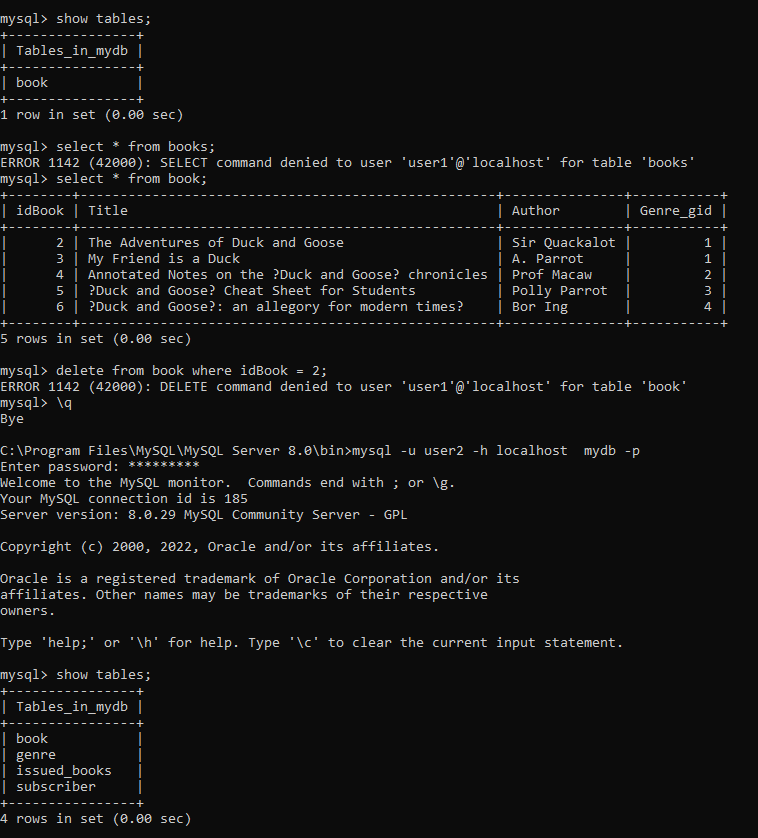 mysql> show tables;
+----------------+
| Tables_in_mydb |
+----------------+
| book           |
+----------------+
1 row in set (0.00 sec)

mysql> select * from books;
ERROR 1142 (42000): SELECT command denied to user 'user1'@'localhost' for table 'books'
mysql> select * from book;
+--------+----------------------------------------------------+---------------+-----------+
| idBook | Title                                              | Author        | Genre_gid |
+--------+----------------------------------------------------+---------------+-----------+
|      2 | The Adventures of Duck and Goose                   | Sir Quackalot |         1 |
|      3 | My Friend is a Duck                                | A. Parrot     |         1 |
|      4 | Annotated Notes on the ?Duck and Goose? chronicles | Prof Macaw    |         2 |
|      5 | ?Duck and Goose? Cheat Sheet for Students          | Polly Parrot  |         3 |
|      6 | ?Duck and Goose?: an allegory for modern times?    | Bor Ing       |         4 |
+--------+----------------------------------------------------+---------------+-----------+
5 rows in set (0.00 sec)

mysql> delete from book where idBook = 2;
ERROR 1142 (42000): DELETE command denied to user 'user1'@'localhost' for table 'book'
mysql> \q
Bye

C:\Program Files\MySQL\MySQL Server 8.0\bin>mysql -u user2 -h localhost  mydb -p
Enter password: *********
Welcome to the MySQL monitor.  Commands end with ; or \g.
Your MySQL connection id is 185
Server version: 8.0.29 MySQL Community Server - GPL

Copyright (c) 2000, 2022, Oracle and/or its affiliates.

Oracle is a registered trademark of Oracle Corporation and/or its
affiliates. Other names may be trademarks of their respective
owners.

Type 'help;' or '\h' for help. Type '\c' to clear the current input statement.

mysql> show tables;
+----------------+
| Tables_in_mydb |
+----------------+
| book           |
| genre          |
| issued_books   |
| subscriber     |
+----------------+
4 rows in set (0.00 sec)